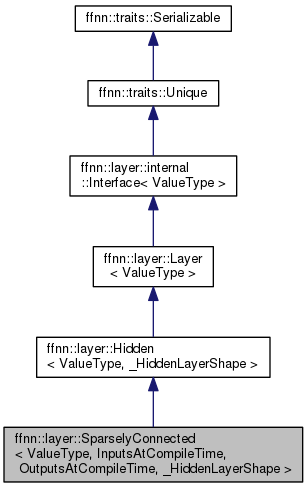 ffnn::traits::Serializable
ffnn::traits::Unique
ffnn::layer::internal
::Interface< ValueType >
ffnn::layer::Layer
< ValueType >
ffnn::layer::Hidden
< ValueType, _HiddenLayerShape >
ffnn::layer::SparselyConnected
< ValueType, InputsAtCompileTime,
OutputsAtCompileTime, _HiddenLayerShape >